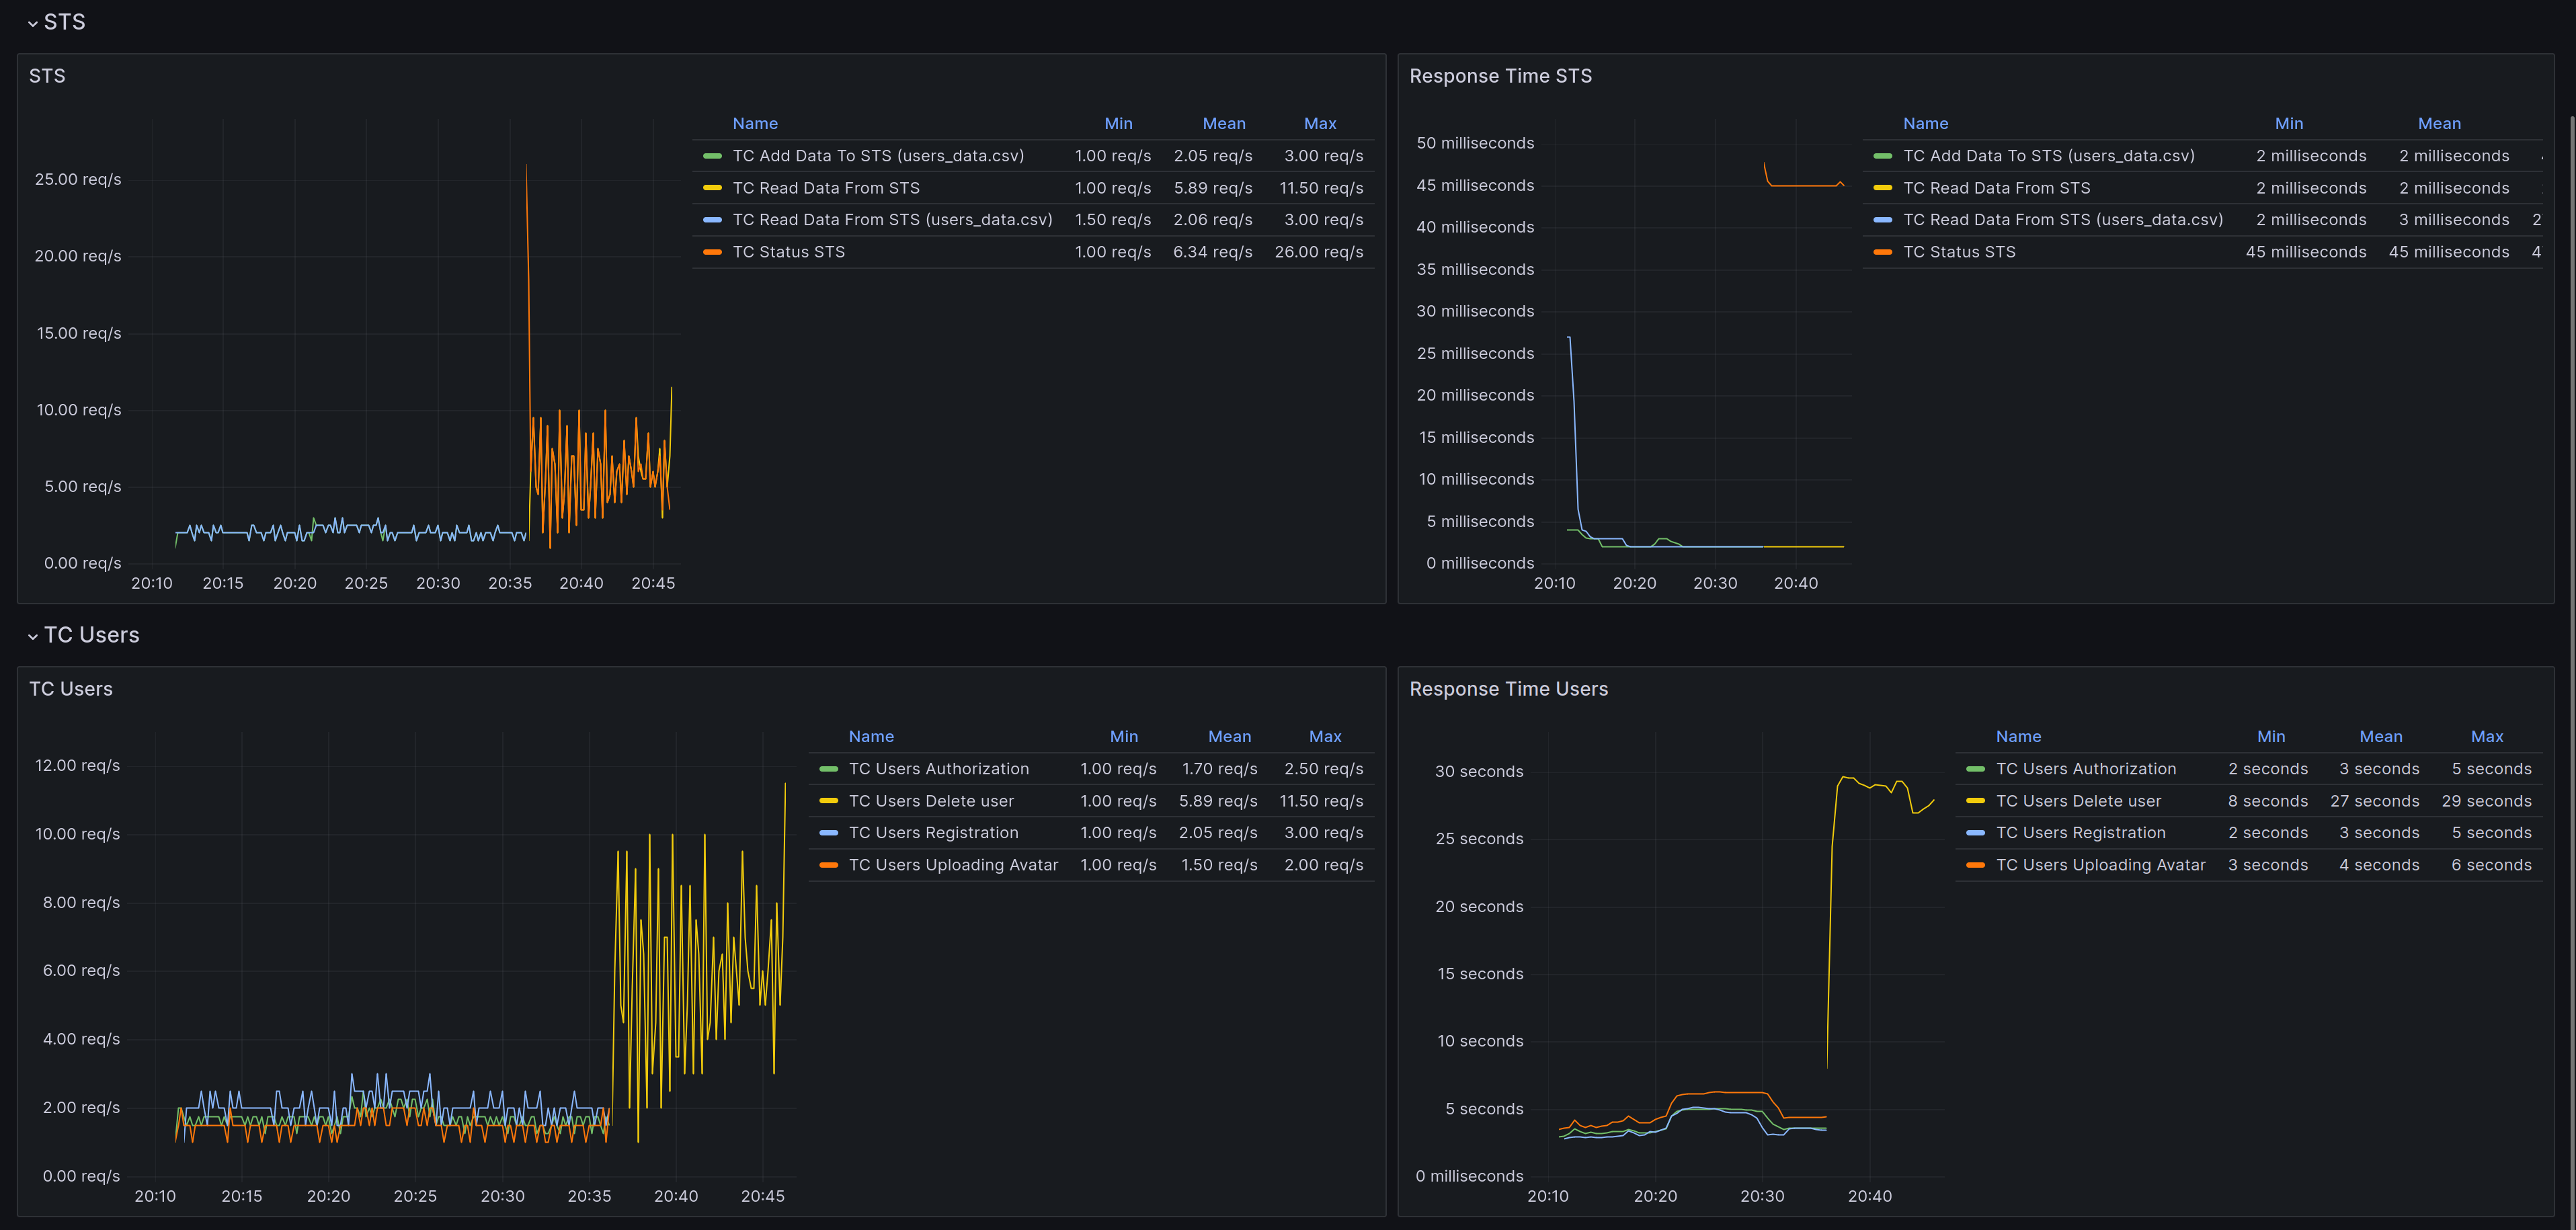 STS
STS
25.00 req/s
20.00 req/s
15.00 req/s
10.00 req/s
5.00 req/s
0.00 req/s
20:10 20:15 20:20 20:25 20:30 20:35 20:40 20:45
Name Min Mean Max
TC Add Data To STS (users_data.csv) 1.00 req/s 2.05 req/s 3.00 req/s
TC Read Data From STS 1.00 req/s 5.89 req/s 11.50 req/s
TC Read Data From STS (users_data.csv) 1.50 req/s 2.06 req/s 3.00 req/s
TC Status STS 1.00 req/s 6.34 req/s 26.00 req/s
Response Time STS
50 milliseconds
45 milliseconds
40 milliseconds
35 milliseconds
30 milliseconds
25 milliseconds
20 milliseconds
15 milliseconds
10 milliseconds
5 milliseconds
0 milliseconds
20:10 20:20 20:30 20:40
Name Min Mean
TC Add Data To STS (users_data.csv) 2 milliseconds 2 milliseconds
TC Read Data From STS 2 milliseconds 2 milliseconds
TC Read Data From STS (users_data.csv) 2 milliseconds 3 milliseconds 2
TC Status STS 45 milliseconds 45 milliseconds 4
TC Users
TC Users
12.00 req/s
10.00 req/s
8.00 req/s
6.00 req/s
4.00 req/s
2.00 req/s
0.00 req/s
20:10 20:15 20:20 20:25 20:30 20:35 20:40 20:45
Name Min Mean Max
TC Users Authorization 1.00 req/s 1.70 req/s 2.50 req/s
TC Users Delete user 1.00 req/s 5.89 req/s 11.50 req/s
TC Users Registration 1.00 req/s 2.05 req/s 3.00 req/s
TC Users Uploading Avatar 1.00 req/s 1.50 req/s 2.00 req/s
Response Time Users
30 seconds
25 seconds
20 seconds
15 seconds
10 seconds
5 seconds
0 milliseconds
20:10 20:20 20:30 20:40
Name Min Mean Max
TC Users Authorization 2 seconds 3 seconds 5 seconds
TC Users Delete user 8 seconds 27 seconds 29 seconds
TC Users Registration 2 seconds 3 seconds 5 seconds
TC Users Uploading Avatar 3 seconds 4 seconds 6 seconds